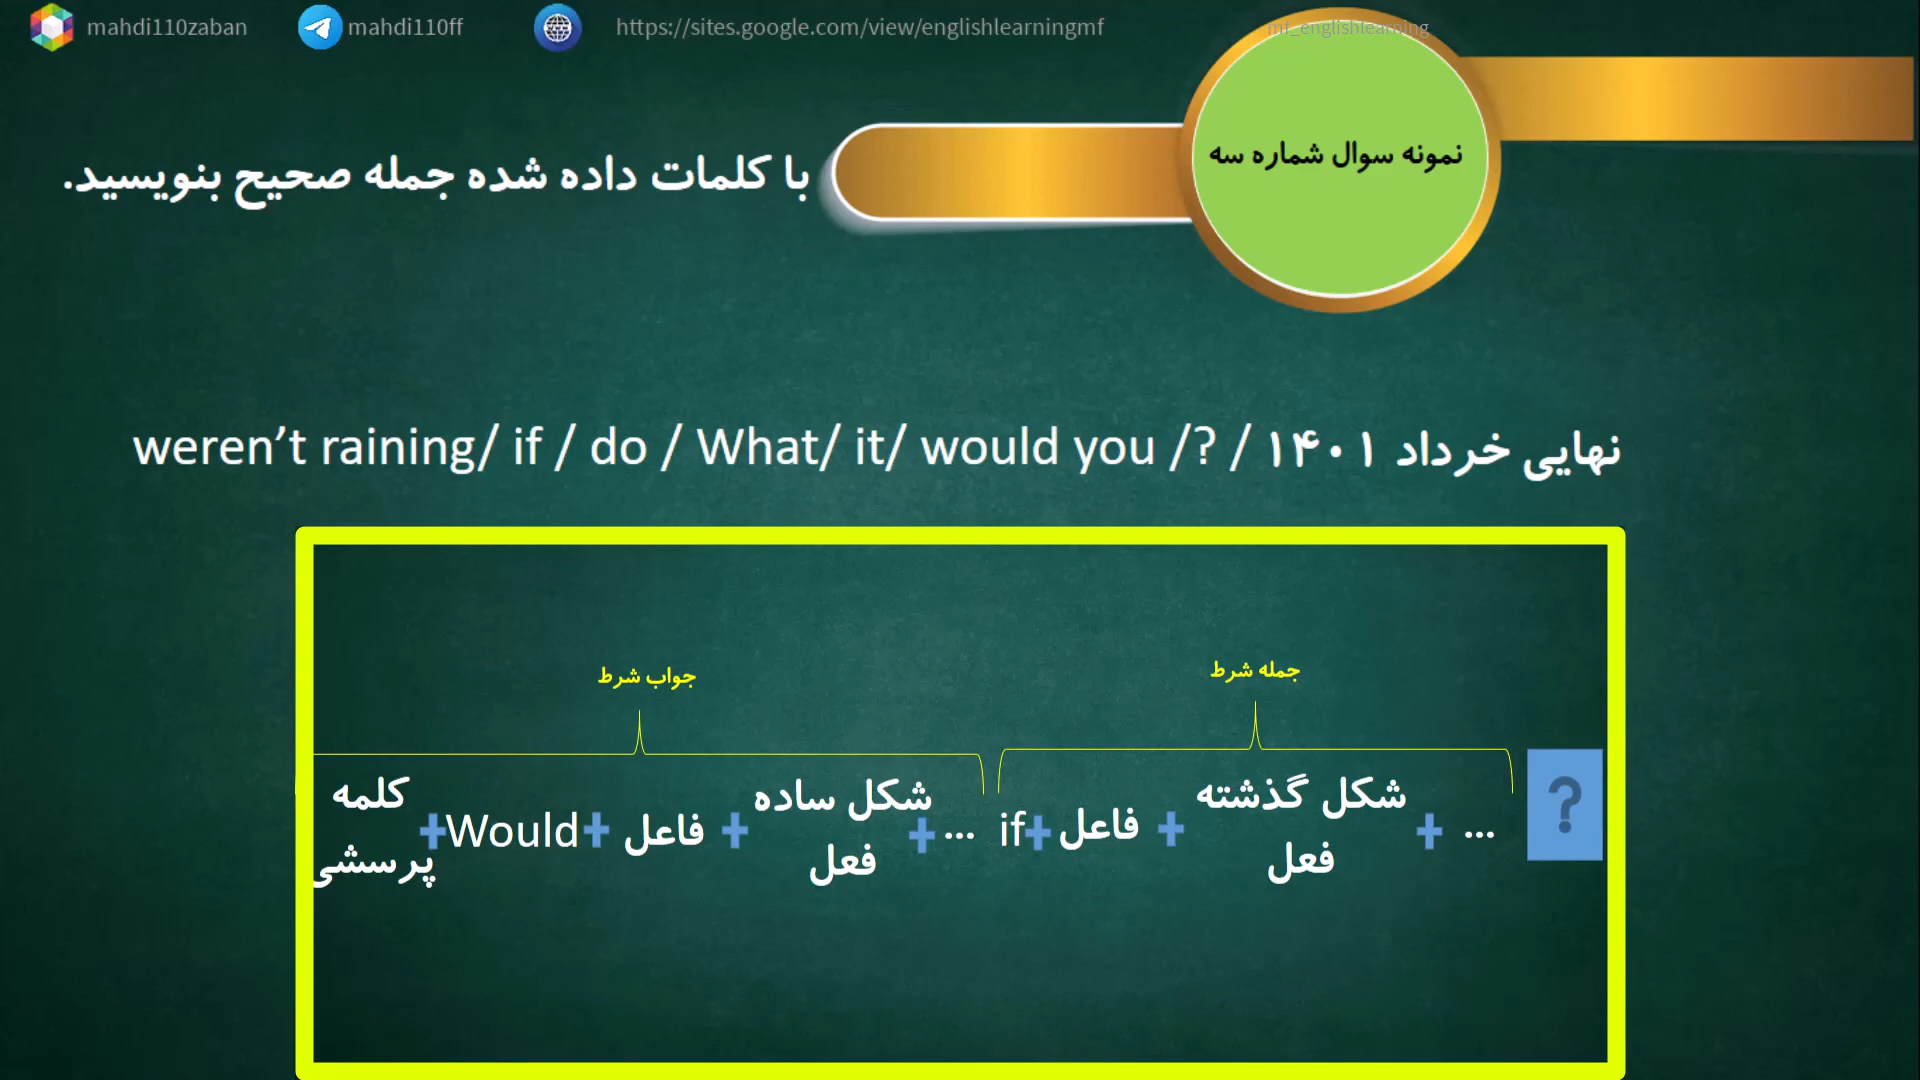 mahdi110zaban mahdi110ff https://sites.google.com/view/englishlearningmf mf_englishlearning
نمونه سوال شماره سه
با کلمات داده شده جمله صحیح بنویسید.
weren’t raining/ if / do / What/ it/ would you /? / نهایی خرداد ۱۴۰۱
جواب شرط
جمله شرط
کلمه پرسشی + Would + فاعل + شکل ساده فعل + ... if + فاعل + شکل گذشته فعل + ... ?